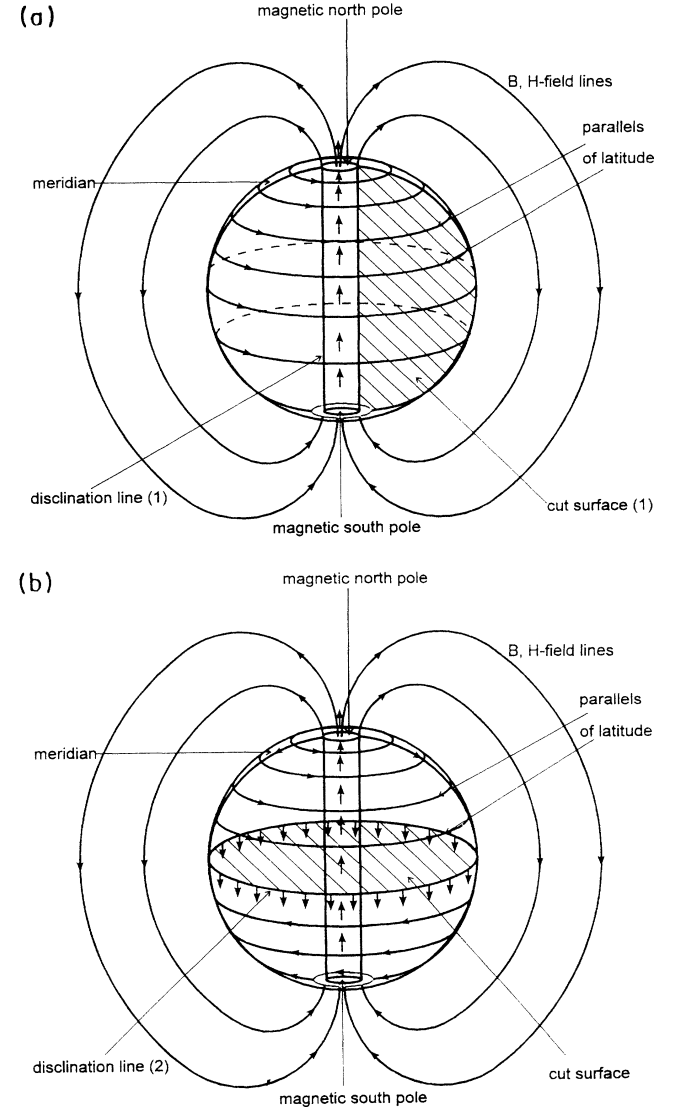 (a)
magnetic north pole
B, H-field lines
parallels
of latitude
meridian
disclination line (1)
cut surface (1)
magnetic south pole
(b)
magnetic north pole
B, H-field lines
parallels
of latitude
meridian
disclination line (2)
cut surface
magnetic south pole